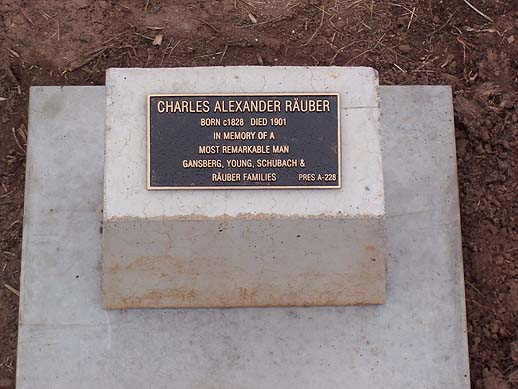 CHARLES ALEXANDER RÄUBER
BORN c1828 DIED 1901
IN MEMORY OF A
MOST REMARKABLE MAN
GANSBERG, YOUNG, SCHUBACH &
RÄUBER FAMILIES PRES A-228